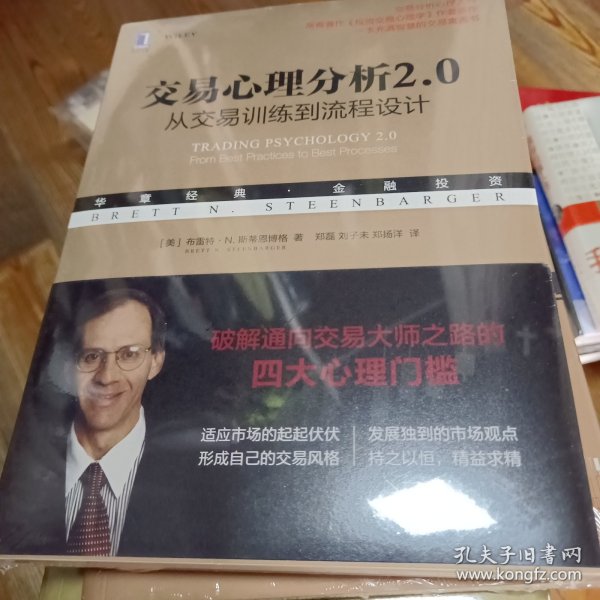 WILEY
交易心理分析2.0
从交易训练到流程设计
TRADING PSYCHOLOGY 2.0
From Best Practices to Best Processes
华章经典·金融投资
BRETT N. STEENBARGER
[美] 布雷特·N. 斯蒂恩博格 著 郑磊 刘子未 郑扬洋 译
BRETT N. STEENBARGER
破解通向交易大师之路的
四大心理门槛
适应市场的起起伏伏 发展独到的市场观点
形成自己的交易风格 持之以恒，精益求精
孔夫子旧书网
www.kongfz.com